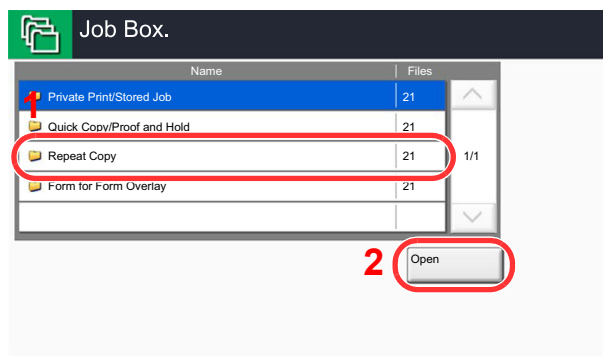 Job Box.
Name Files
1
Private Print/Stored Job 21
Quick Copy/Proof and Hold 21
Repeat Copy 21 1/1
Form for Form Overlay 21
2 Open